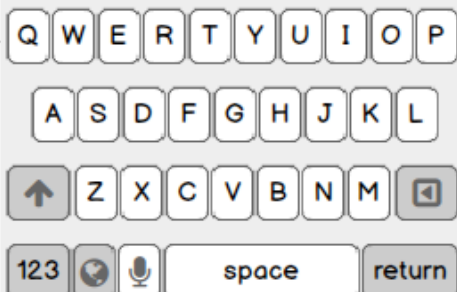 Q W E R T Y U I O P
A S D F G H J K L
Z X C V B N M
123 space return